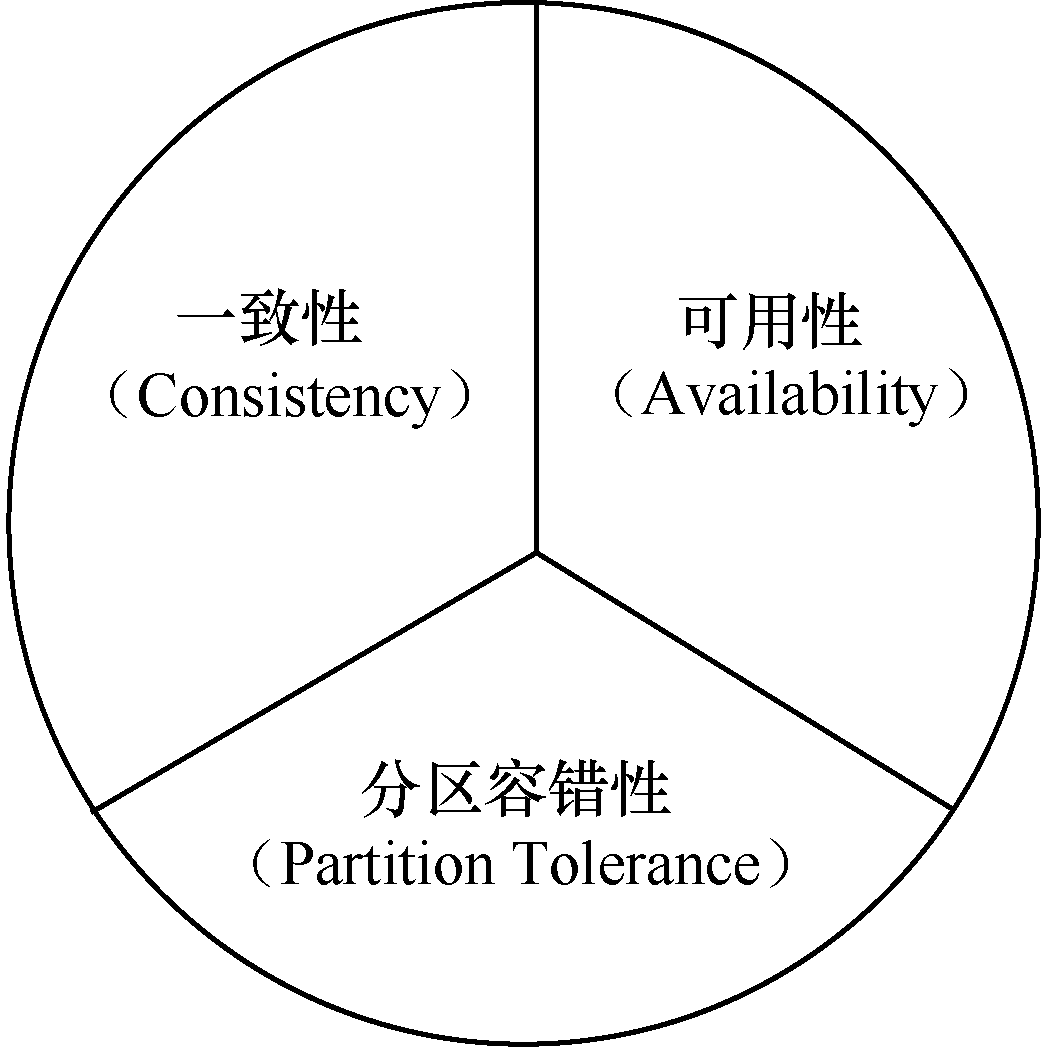 一致性
（Consistency）
可用性
（Availability）
分区容错性
（Partition Tolerance）